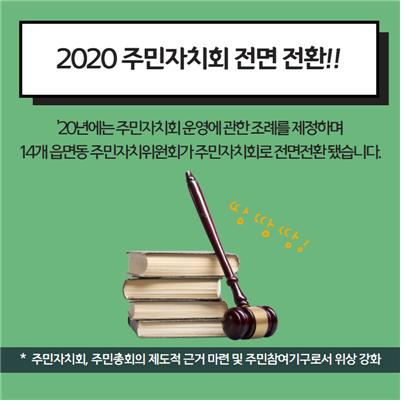 2020 주민자치회 전면 전환!!
'20년에는 주민자치회 운영에 관한 조례를 제정하며
14개 읍면동 주민자치위원회가 주민자치회로 전면전환 됐습니다.
땅땅땅!
* 주민자치회, 주민총회의 제도적 근거 마련 및 주민참여기구로서 위상 강화